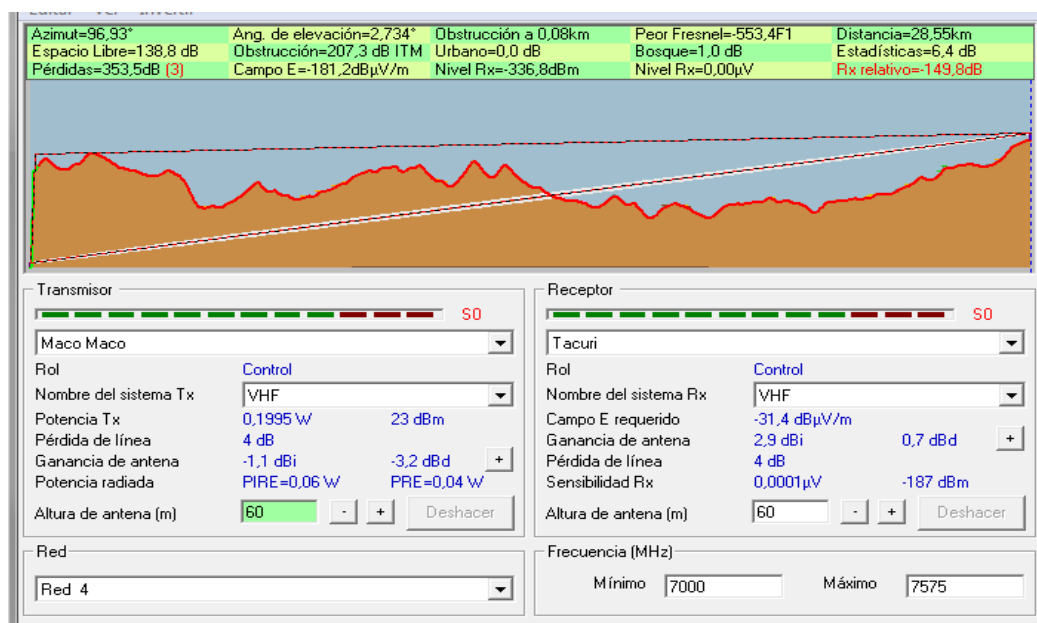 Editar Ver Invertir
Azimut=96,93° Ang. de elevación=2,734° Obstrucción a 0,08km Peor Fresnel=-553,4F1 Distancia=28,55km
Espacio Libre=138,8 dB Obstrucción=207,3 dB ITM Urbano=0,0 dB Bosque=1,0 dB Estadísticas=6,4 dB
Pérdidas=353,5dB (3) Campo E=-181,2dBµV/m Nivel Rx=-336,8dBm Nivel Rx=0,00µV Rx relativo=-149,8dB
Transmisor
S0
Maco Maco
Rol Control
Nombre del sistema Tx VHF
Potencia Tx 0,1995 W 23 dBm
Pérdida de línea 4 dB
Ganancia de antena -1,1 dBi -3,2 dBd +
Potencia radiada PIRE=0,06 W PRE=0,04 W
Altura de antena (m) 60 - + Deshacer
Receptor
S0
Tacuri
Rol Control
Nombre del sistema Rx VHF
Campo E requerido -31,4 dBµV/m
Ganancia de antena 2,9 dBi 0,7 dBd +
Pérdida de línea 4 dB
Sensibilidad Rx 0,0001µV -187 dBm
Altura de antena (m) 60 - + Deshacer
Red
Red 4
Frecuencia (MHz)
Mínimo 7000 Máximo 7575